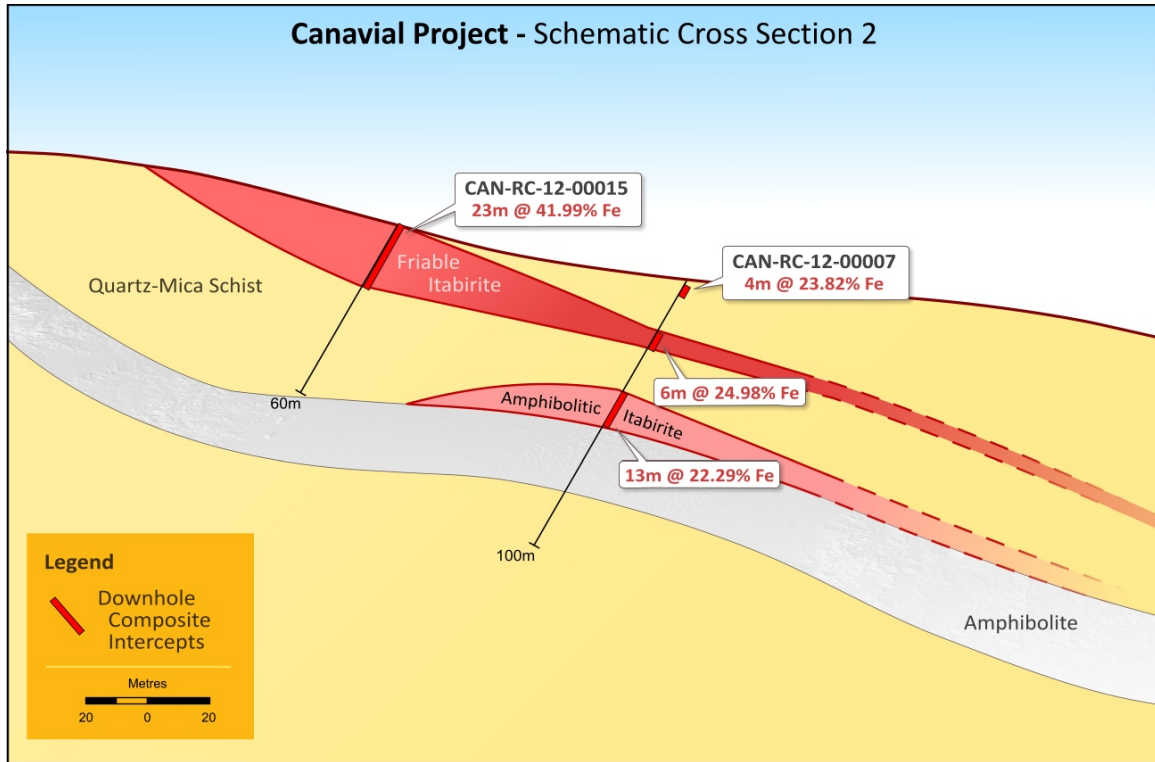 Canavial Project - Schematic Cross Section 2
CAN-RC-12-00015
23m @ 41.99% Fe
CAN-RC-12-00007
4m @ 23.82% Fe
Friable
Itabirite
Quartz-Mica Schist
6m @ 24.98% Fe
60m
Amphibolitic Itabirite
13m @ 22.29% Fe
100m
Amphibolite
Legend
Downhole
Composite
Intercepts
Metres
20 0 20